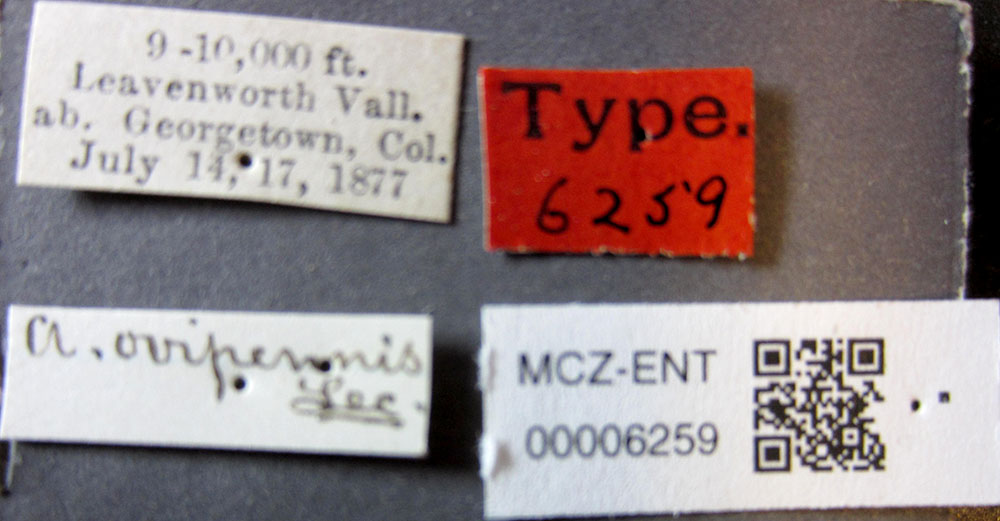 9-10,000 ft.
Leavenworth Vall.
ab. Georgetown, Col.
July 14, 17, 1877
Type.
6259
A. ovipennis
Lec.
MCZ-ENT
00006259